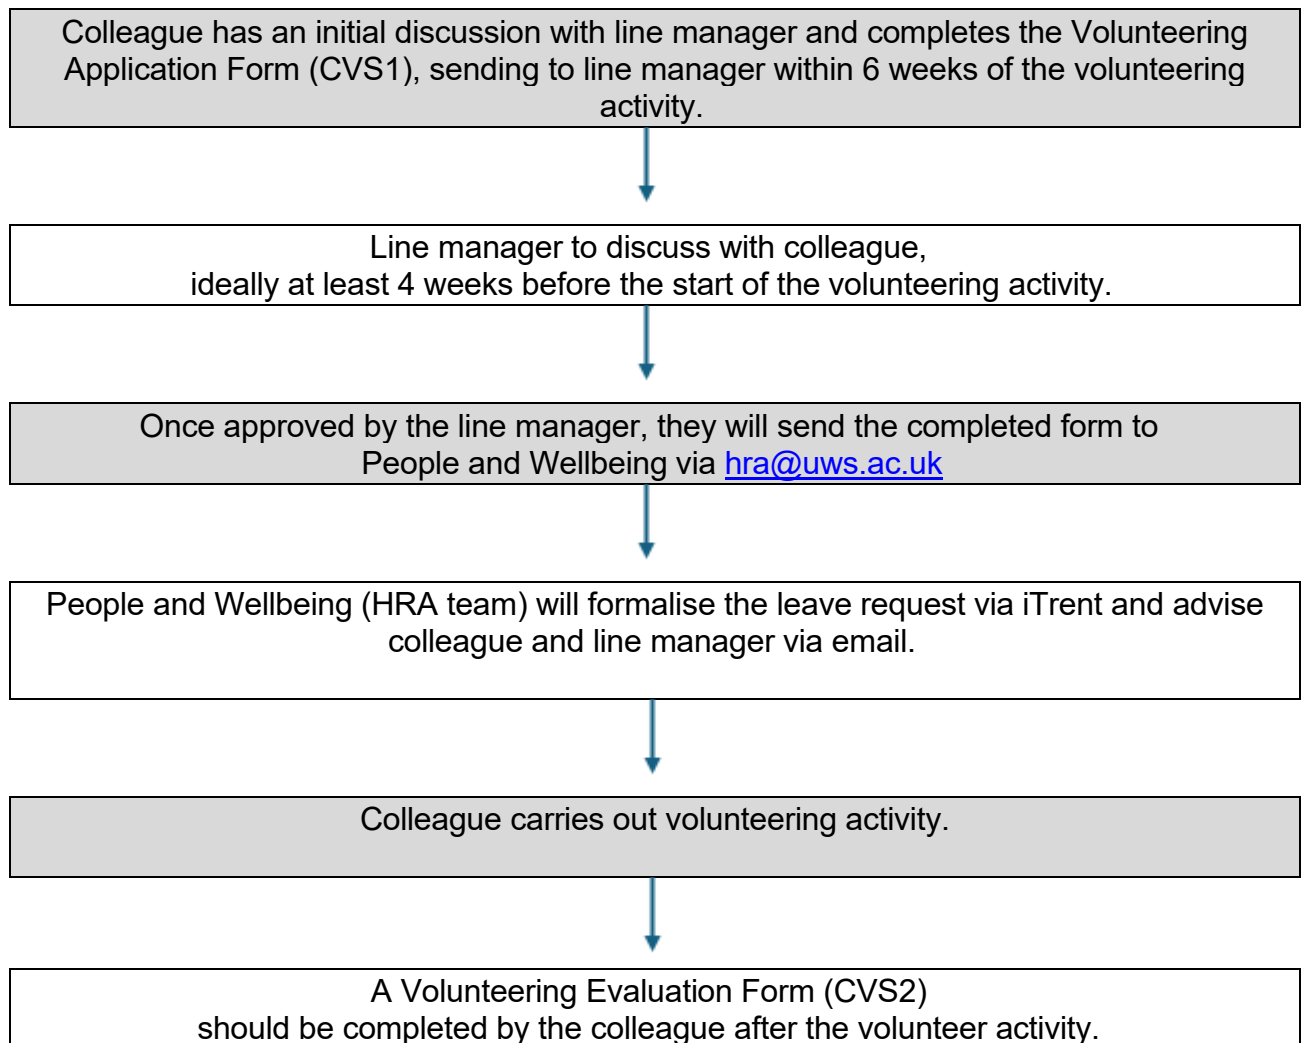 Colleague has an initial discussion with line manager and completes the Volunteering
Application Form (CVS1), sending to line manager within 6 weeks of the volunteering
activity.
Line manager to discuss with colleague,
ideally at least 4 weeks before the start of the volunteering activity.
Once approved by the line manager, they will send the completed form to
People and Wellbeing via hra@uws.ac.uk
People and Wellbeing (HRA team) will formalise the leave request via iTrent and advise
colleague and line manager via email.
Colleague carries out volunteering activity.
A Volunteering Evaluation Form (CVS2)
should be completed by the colleague after the volunteer activity.